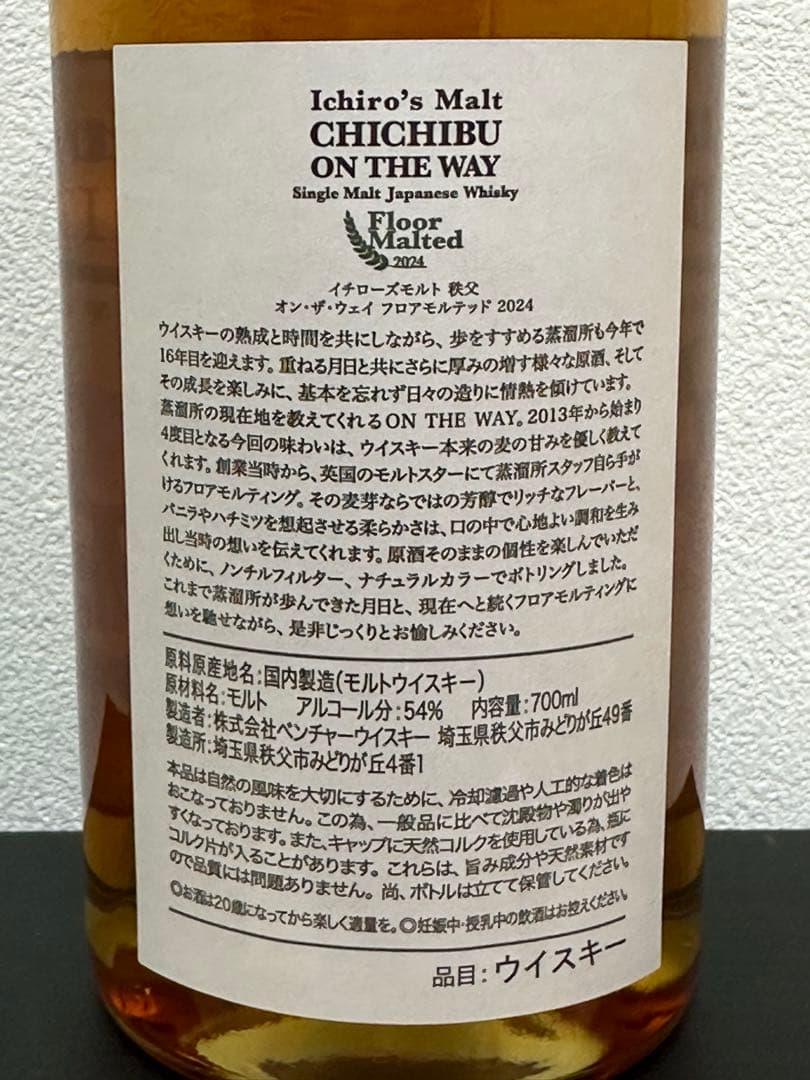 Ichiro's Malt
CHICHIBU
ON THE WAY
Single Malt Japanese Whisky
Floor
Malted
2024
イチローズモルト 秩父
オン・ザ・ウェイ フロアモルテッド 2024
ウイスキーの熟成と時間を共にしながら、歩をすすめる蒸溜所も今年で
16年目を迎えます。重ねる月日と共にさらに厚みの増す様々な原酒、そして
その成長を楽しみに、基本を忘れず日々の造りに情熱を傾けています。
蒸溜所の現在地を教えてくれるON THE WAY。2013年から始まり
4度目となる今回の味わいは、ウイスキー本来の麦の甘みを優しく教えて
くれます。創業当時から、英国のモルトスターにて蒸溜所スタッフ自ら手が
けるフロアモルティング。その麦芽ならではの芳醇でリッチなフレーバーと、
バニラやハチミツを想起させる柔らかさは、口の中で心地よい調和を生み
出し当時の想いを伝えてくれます。原酒そのままの個性を楽しんでいただ
くために、ノンチルフィルター、ナチュラルカラーでボトリングしました。
これまで蒸溜所が歩んできた月日と、現在へと続くフロアモルティングに
想いを馳せながら、是非じっくりとお愉しみください。
原料原産地名:国内製造(モルトウイスキー)
原材料名:モルト アルコール分:54% 内容量:700ml
製造者:株式会社ベンチャーウイスキー 埼玉県秩父市みどりが丘49番
製造所:埼玉県秩父市みどりが丘4番1
本品は自然の風味を大切にするために、冷却濾過や人工的な着色は
おこなっておりません。この為、一般品に比べて沈殿物や濁りが出や
すくなっております。また、キャップに天然コルクを使用している為、瓶に
コルク片が入ることがあります。これらは、旨み成分や天然素材です
ので品質には問題ありません。尚、ボトルは立てて保管してください。
◎お酒は20歳になってから楽しく適量を。◎妊娠中・授乳中の飲酒はお控えください。
品目:ウイスキー